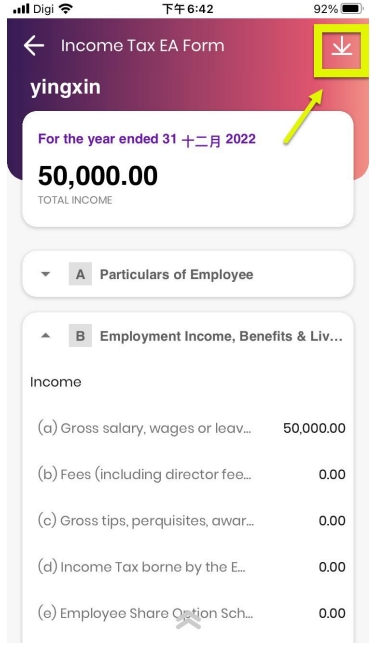 Digi 下午6:42 92%
Income Tax EA Form
yingxin
For the year ended 31 十二月 2022
50,000.00
TOTAL INCOME
A Particulars of Employee
B Employment Income, Benefits & Liv...
Income
(a) Gross salary, wages or leav... 50,000.00
(b) Fees (including director fee... 0.00
(c) Gross tips, perquisites, awar... 0.00
(d) Income Tax borne by the E... 0.00
(e) Employee Share Option Sch... 0.00